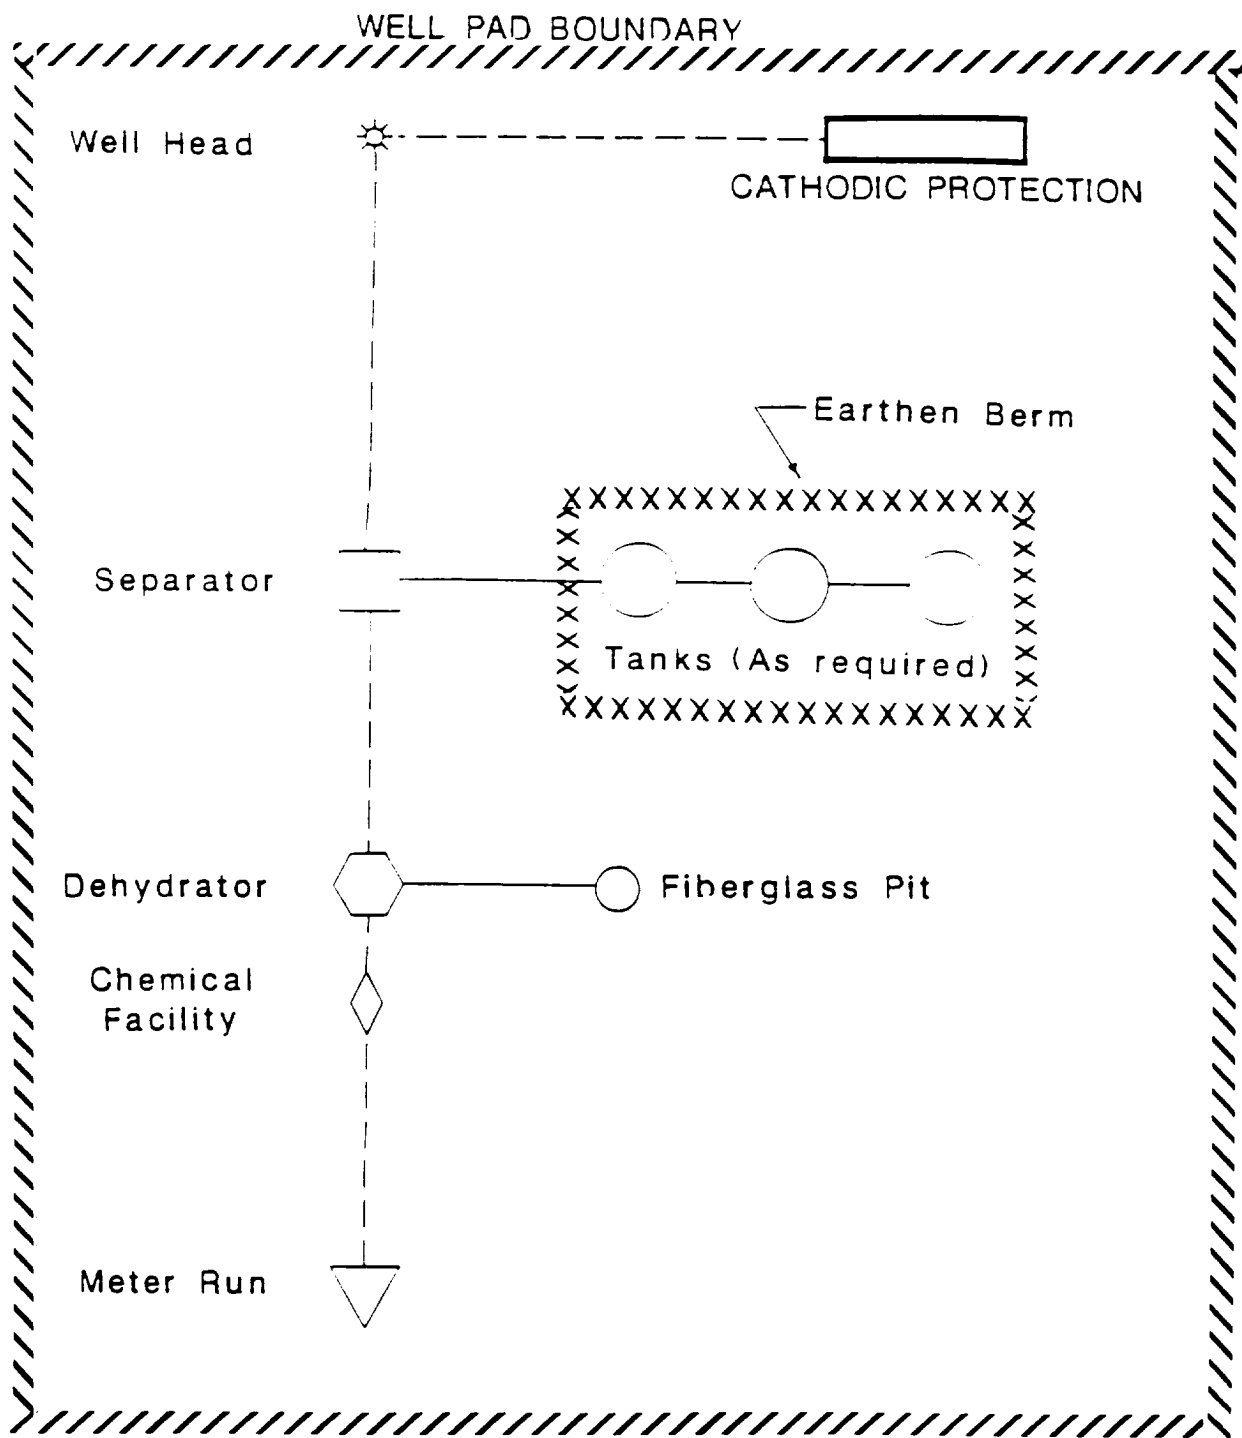 WELL PAD BOUNDARY
Well Head
CATHODIC PROTECTION
Earthen Berm
Separator
Tanks (As required)
Dehydrator
Fiberglass Pit
Chemical
Facility
Meter Run